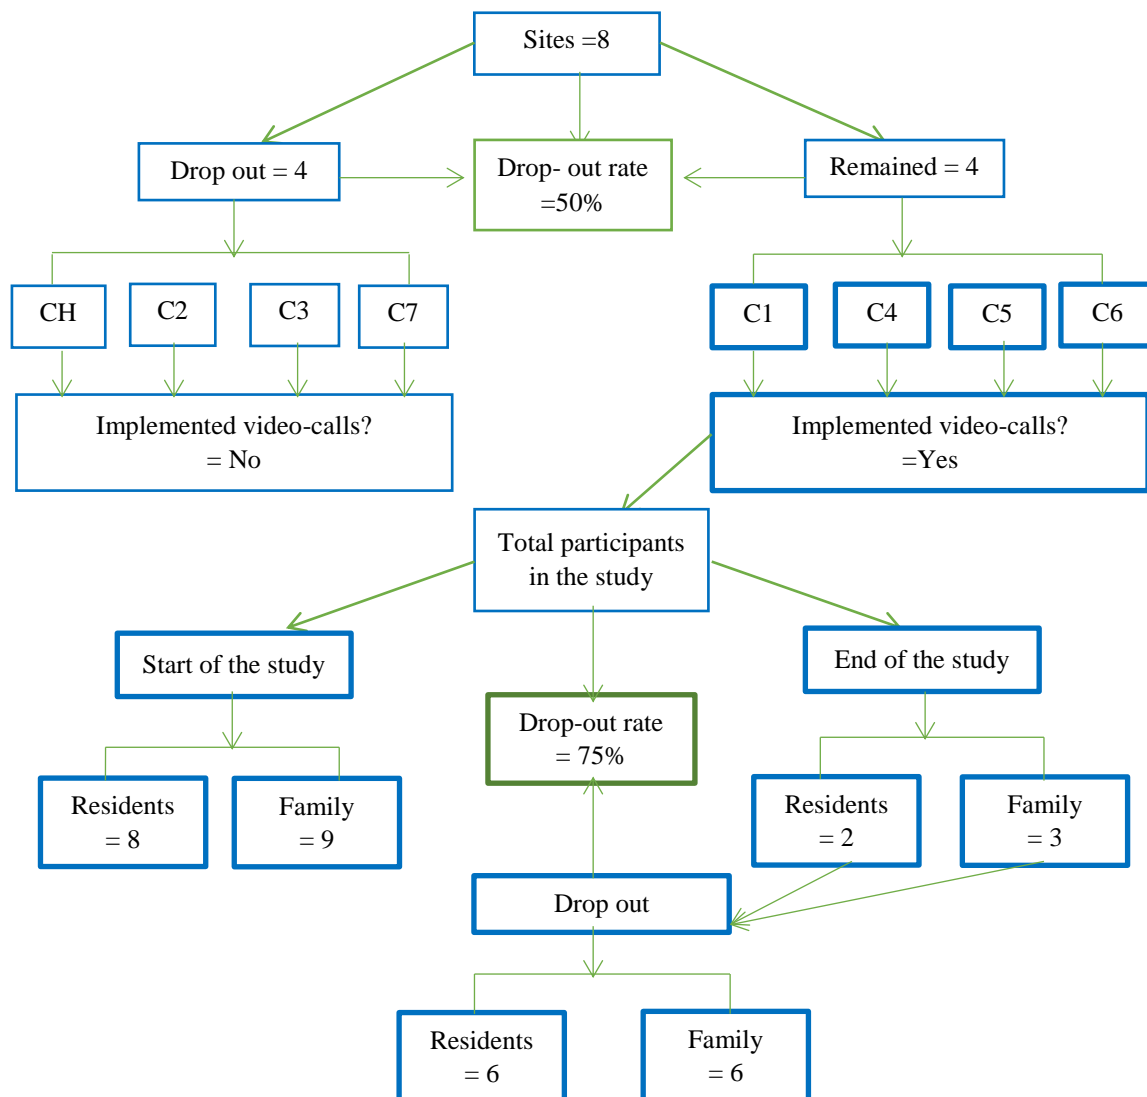 Sites =8
Drop out = 4
Drop- out rate
=50%
Remained = 4
CH
C2
C3
C7
C1
C4
C5
C6
Implemented video-calls?
= No
Implemented video-calls?
=Yes
Total participants
in the study
Start of the study
End of the study
Drop-out rate
= 75%
Residents
= 8
Family
= 9
Residents
= 2
Family
= 3
Drop out
Residents
= 6
Family
= 6